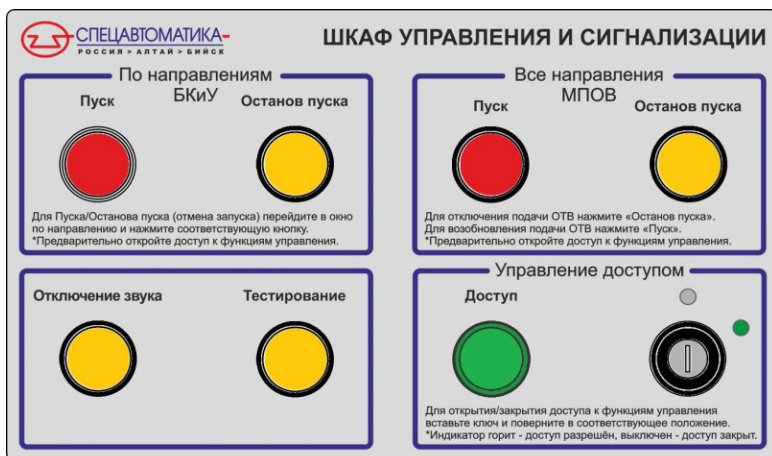 СПЕЦАВТОМАТИКА-
РОССИЯ > АЛТАЙ > БИЙСК
ШКАФ УПРАВЛЕНИЯ И СИГНАЛИЗАЦИИ
По направлениям
БКиУ
Пуск
Останов пуска
Для Пуска/Останова пуска (отмена запуска) перейдите в окно
по направлению и нажмите соответствующую кнопку.
*Предварительно откройте доступ к функциям управления.
Все направления
МПОВ
Пуск
Останов пуска
Для отключения подачи ОТВ нажмите «Останов пуска».
Для возобновления подачи ОТВ нажмите «Пуск».
*Предварительно откройте доступ к функциям управления.
Отключение звука
Тестирование
Управление доступом
Доступ
Для открытия/закрытия доступа к функциям управления
вставьте ключ и поверните в соответствующее положение.
*Индикатор горит - доступ разрешён, выключен - доступ закрыт.